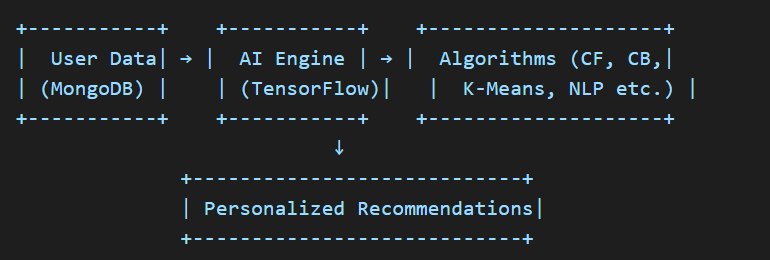 +-----------+    +-----------+    +--------------------+
|  User Data| → |  AI Engine | → |  Algorithms (CF, CB,|
| (MongoDB) |    | (TensorFlow)|   |  K-Means, NLP etc.) |
+-----------+    +-----------+    +--------------------+
                           ↓
              +----------------------------+
              | Personalized Recommendations|
              +----------------------------+